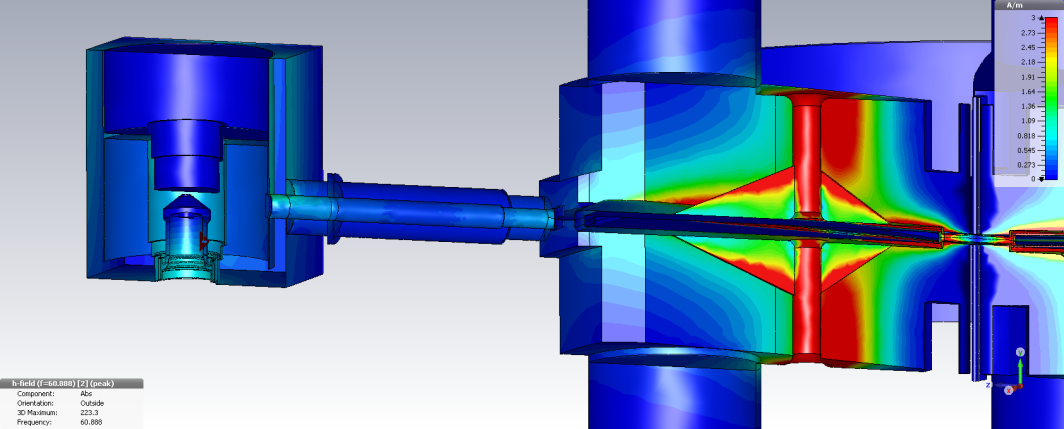 A/m
3
2.73
2.45
2.18
1.91
1.64
1.36
1.09
0.818
0.545
0.273
0
y
z
x
h-field (f=60.888) [2] (peak)
Component: Abs
Orientation: Outside
3D Maximum: 223.3
Frequency: 60.888